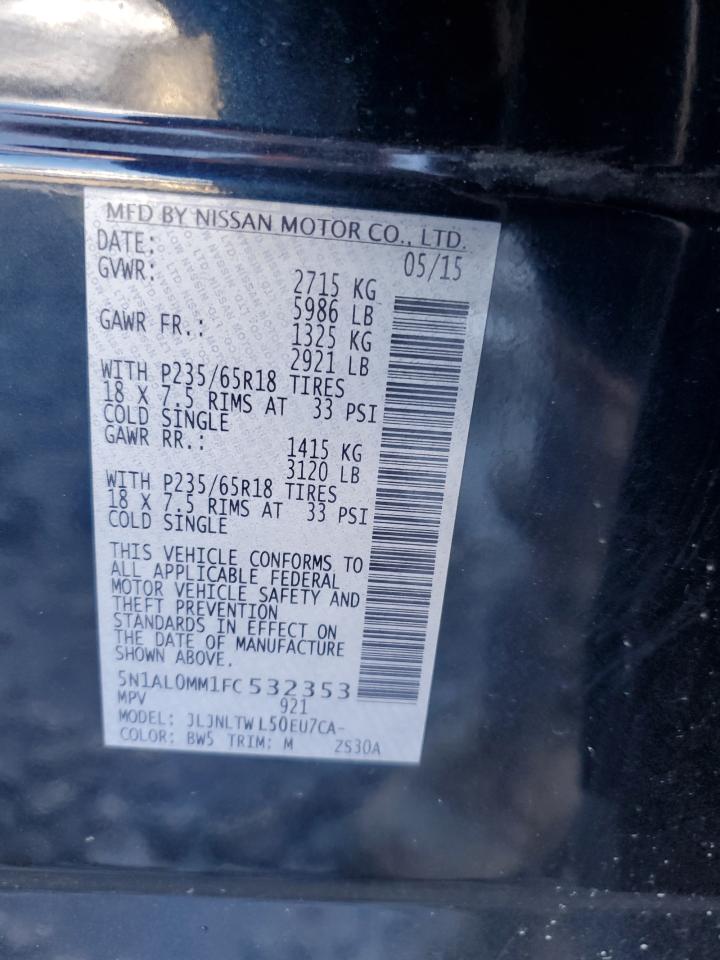 MFD BY NISSAN MOTOR CO., LTD.
DATE: 05/15
GVWR: 2715 KG
5986 LB
GAWR FR.: 1325 KG
2921 LB
WITH P235/65R18 TIRES
18 X 7.5 RIMS AT 33 PSI
COLD SINGLE
GAWR RR.: 1415 KG
3120 LB
WITH P235/65R18 TIRES
18 X 7.5 RIMS AT 33 PSI
COLD SINGLE
THIS VEHICLE CONFORMS TO
ALL APPLICABLE FEDERAL
MOTOR VEHICLE SAFETY AND
THEFT PREVENTION
STANDARDS IN EFFECT ON
THE DATE OF MANUFACTURE
SHOWN ABOVE.
5N1AL0MM1FC532353
MPV 921
MODEL: JLJNLTW L50EU7CA-
COLOR: BW5 TRIM: M ZS30A